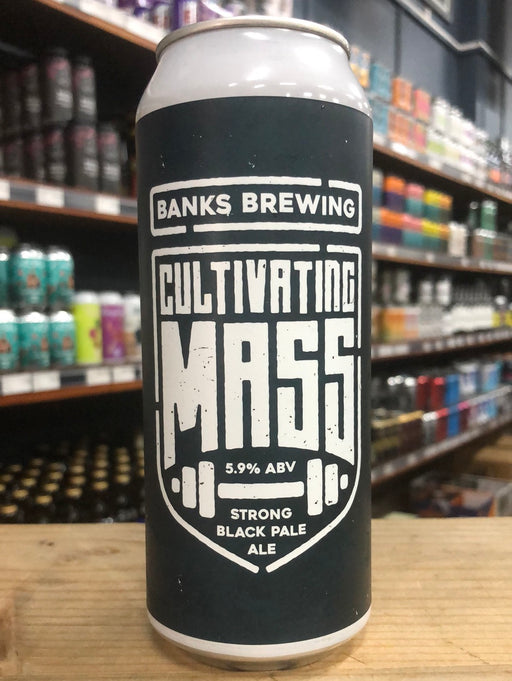 BANKS BREWING
CULTIVATING
MASS
5.9% ABV
STRONG
BLACK PALE
ALE